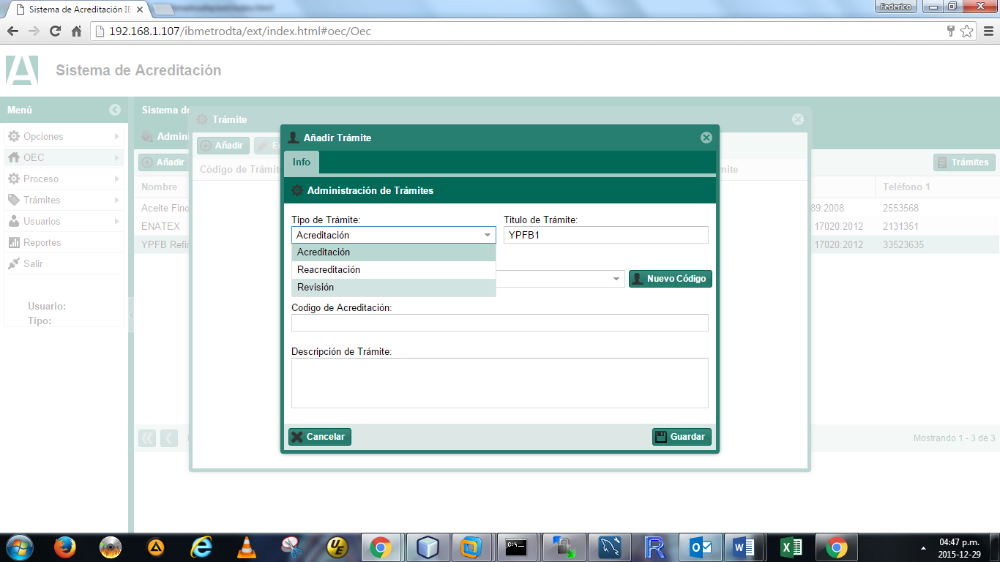 Sistema de Acreditación IB
Federico
192.168.1.107/ibmetrodta/ext/index.html#oec/Oec
Sistema de Acreditación
Menú
Opciones
OEC
Proceso
Trámites
Usuarios
Reportes
Salir
Usuario:
Tipo:
Sistema de
Admini
Añadir
Trámites
Nombre
Teléfono 1
Aceite Fino
89:2008
2553568
ENATEX
17020:2012
2131351
YPFB Refin
17020:2012
33523635
Mostrando 1 - 3 de 3
Trámite
Añadir
E
Código de Trámit
mite
Añadir Trámite
Info
Administración de Trámites
Tipo de Trámite:
Titulo de Trámite:
Acreditación
YPFB1
Acreditación
Reacreditación
Revisión
Nuevo Código
Codigo de Acreditación:
Descripción de Trámite:
Cancelar
Guardar
04:47 p.m.
2015-12-29